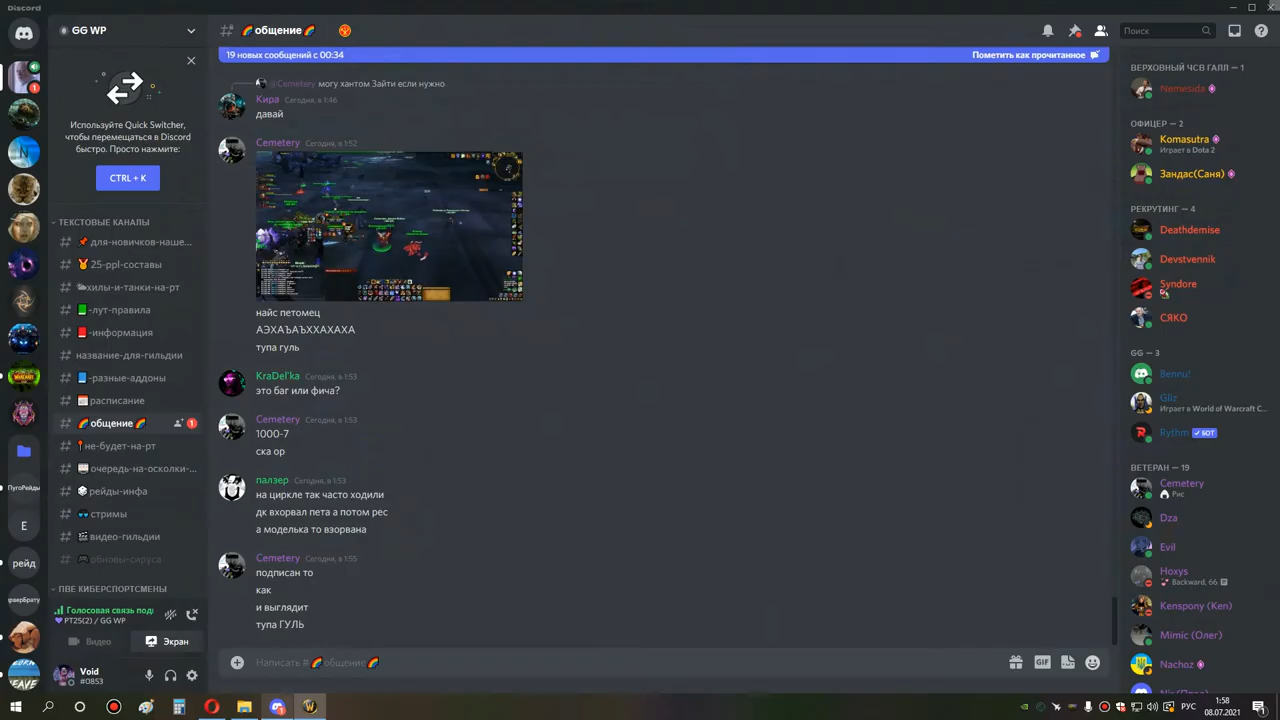 Discord
GG WP
Используйте Quick Switcher,
чтобы перемещаться в Discord
быстро. Просто нажмите:
CTRL + K
ТЕКСТОВЫЕ КАНАЛЫ
для-новичков-наше...
25-ppl-составы
хилы-и-танки-на-рт
-лут-правила
-информация
название-для-гильдии
-разные-аддоны
расписание
общение
1
не-будет-на-рт
очередь-на-осколки-...
рейды-инфа
стримы
видео-гильдии
обновы-сируса
ПВЕ КИБЕРСПОРТСМЕНЫ
Голосовая связь под
PT25(2) / GG WP
Видео
Экран
Void
#0853
ПугоРейды
E
рейд
общение
Поиск
19 новых сообщений с 00:34
Пометить как прочитанное
@Cemetery могу хантом Зайти если нужно
Кира Сегодня, в 1:46
давай
Cemetery Сегодня, в 1:52
найс петомец
АЭХАЪАЪХХАХАХА
тупа гуль
KraDel'ka Сегодня, в 1:53
это баг или фича?
Cemetery Сегодня, в 1:53
1000-7
ска ор
палзер Сегодня, в 1:53
на циркле так часто ходили
дк вхорвал пета а потом рес
а моделька то взорвана
Cemetery Сегодня, в 1:55
подписан то
как
и выглядит
тупа ГУЛЬ
Написать #общение
GIF
ВЕРХОВНЫЙ ЧСВ ГАПП — 1
Nemesida
ОФИЦЕР — 2
Komasutra
Играет в Dota 2
Зандас(Саня)
РЕКРУТИНГ — 4
Deathdemise
Devstvennik
Syndore
СЯКО
GG — 3
Bennu!
Gliz
Играет в World of Warcraft C...
Rythm БОТ
ВЕТЕРАН — 19
Cemetery
Рис
Dza
Evil
Hoxys
Backward, 66
Kenspony (Ken)
Mimic (Олег)
Nachoz
РУС
1:58
08.07.2021